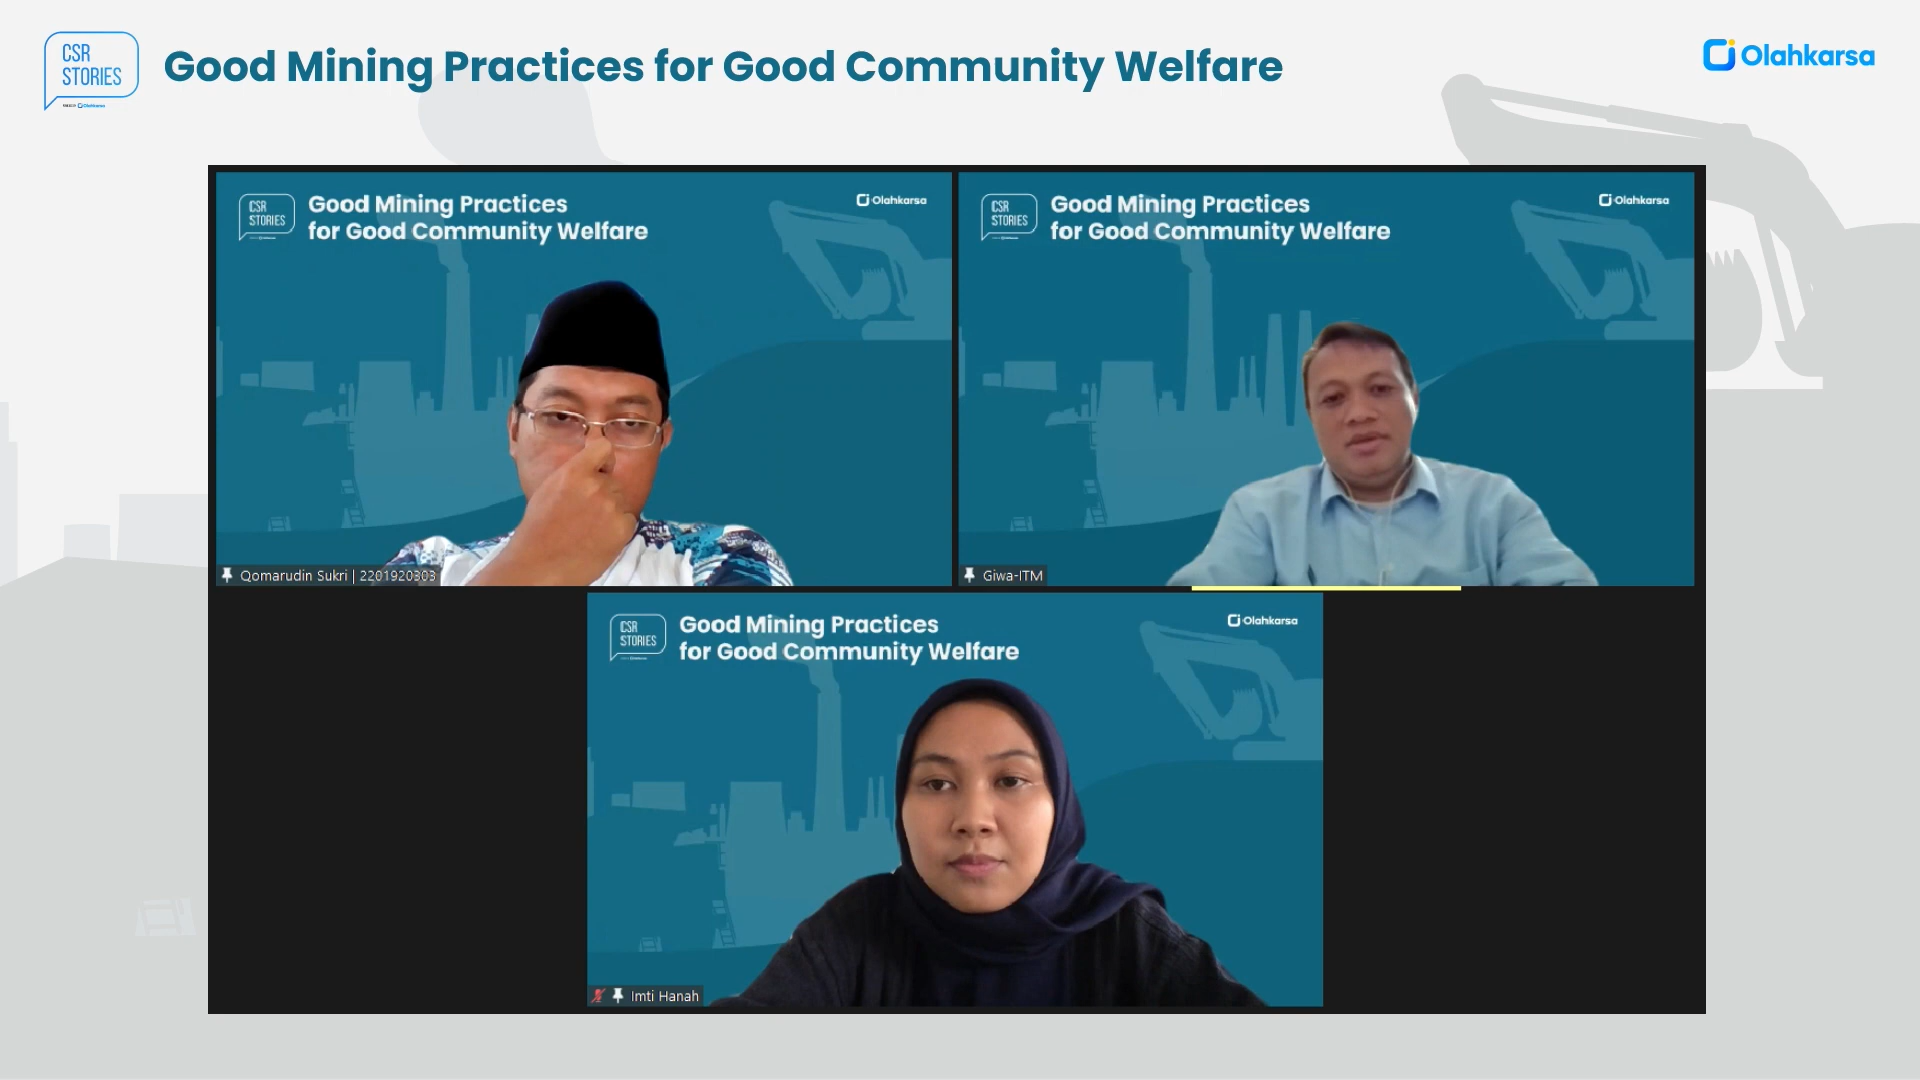 CSR
STORIES
Good Mining Practices for Good Community Welfare
Olahkarsa
Olahkarsa
CSR
STORIES
Good Mining Practices
for Good Community Welfare
Olahkarsa
Qomarudin Sukri | 2201920303
CSR
STORIES
Good Mining Practices
for Good Community Welfare
Olahkarsa
Giwa-ITM
CSR
STORIES
Good Mining Practices
for Good Community Welfare
Olahkarsa
Imti Hanah